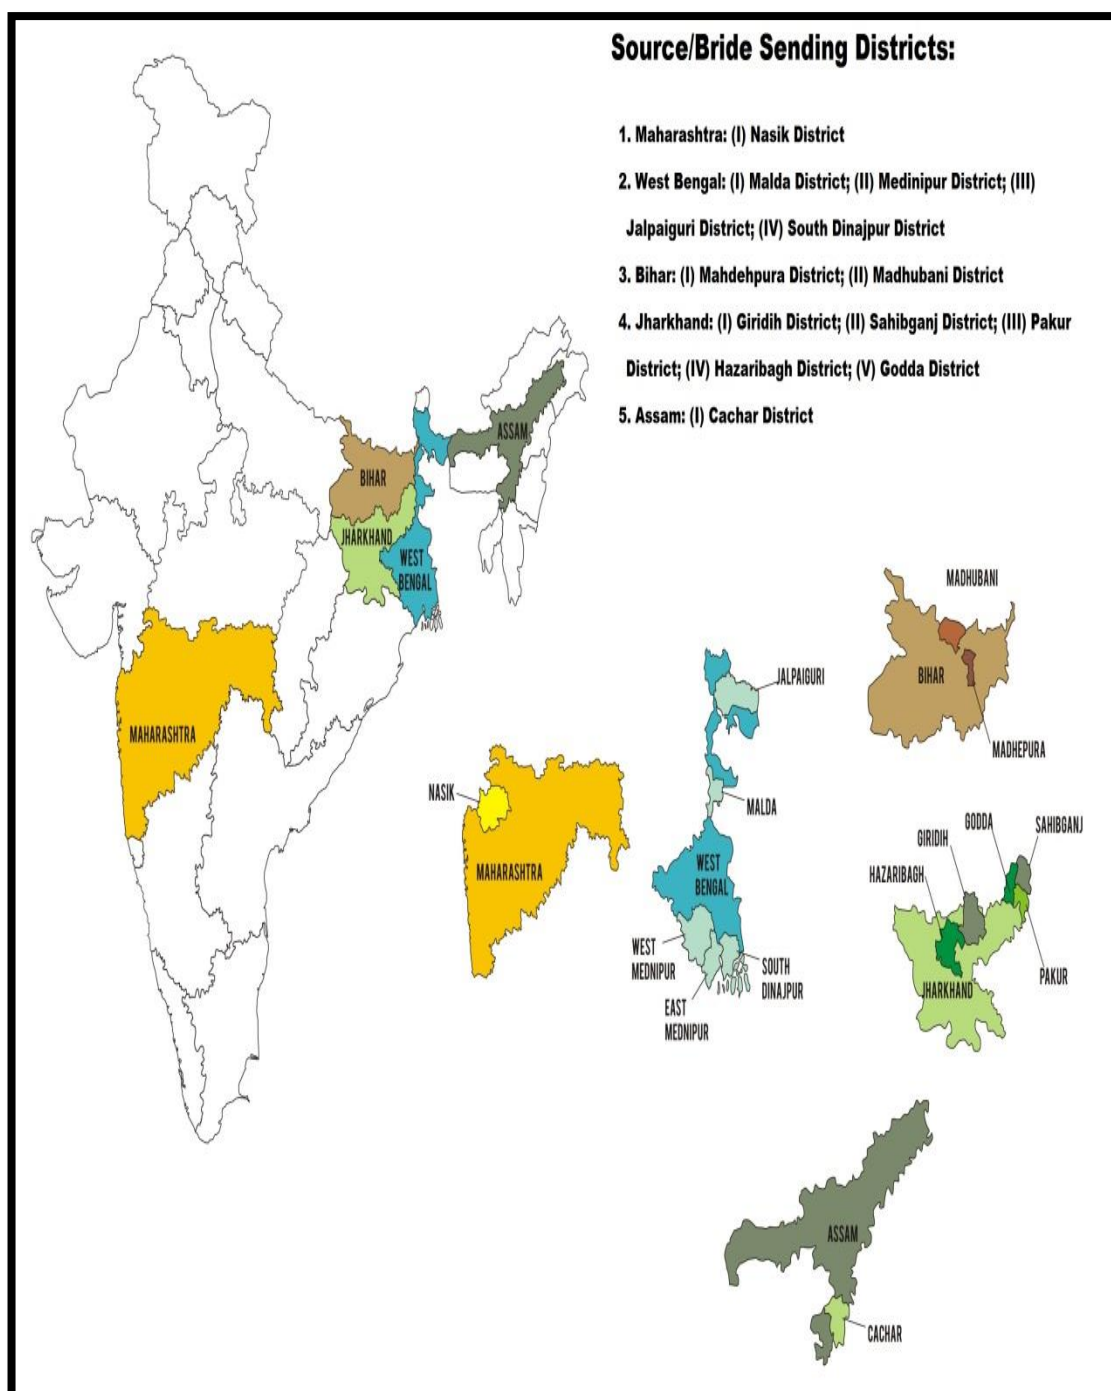 Source/Bride Sending Districts:
1. Maharashtra: (I) Nasik District
2. West Bengal: (I) Malda District; (II) Medinipur District; (III)
Jalpaiguri District; (IV) South Dinajpur District
3. Bihar: (I) Mahdehpura District; (II) Madhubani District
4. Jharkhand: (I) Giridih District; (II) Sahibganj District; (III) Pakur
District; (IV) Hazaribagh District; (V) Godda District
5. Assam: (I) Cachar District
ASSAM
BIHAR
JHARKHAND
WEST
BENGAL
MAHARASHTRA
NASIK
MAHARASHTRA
JALPAIGURI
MALDA
WEST
BENGAL
WEST
MEDNIPUR
EAST
MEDNIPUR
SOUTH
DINAJPUR
MADHUBANI
BIHAR
MADHEPURA
GODDA
SAHIBGANJ
GIRIDIH
HAZARIBAGH
PAKUR
JHARKHAND
ASSAM
CACHAR